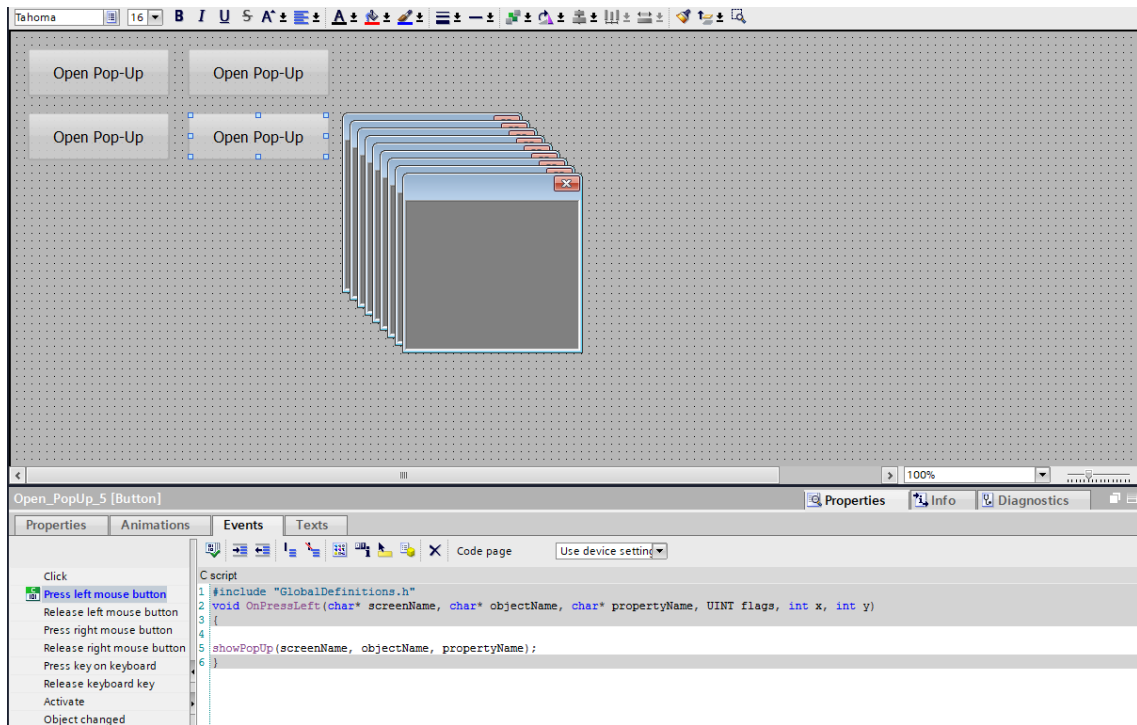 Tahoma 16 B I U S A A
Open Pop-Up Open Pop-Up
Open Pop-Up Open Pop-Up
100%
Open_PopUp_5 [Button] Properties Info Diagnostics
Properties Animations Events Texts
Code page Use device setting
Click
Press left mouse button
Release left mouse button
Press right mouse button
Release right mouse button
Press key on keyboard
Release keyboard key
Activate
Object changed
C script
1 #include "GlobalDefinitions.h"
2 void OnPressLeft(char* screenName, char* objectName, char* propertyName, UINT flags, int x, int y)
3 {
4
5 showPopUp(screenName, objectName, propertyName);
6 }